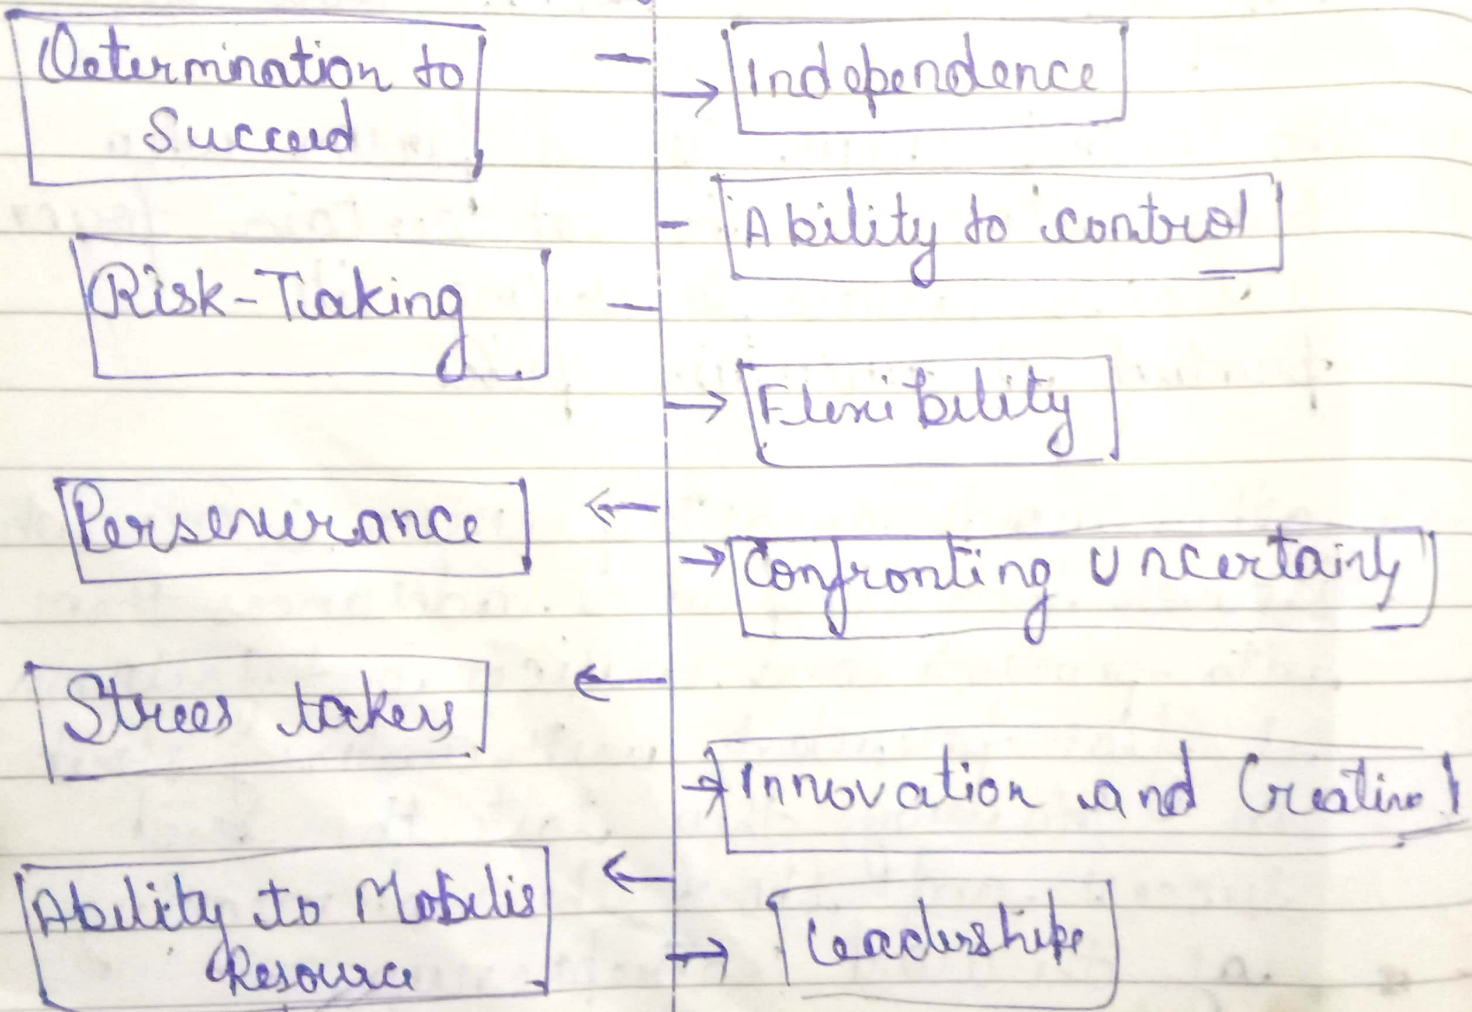 Determination to
Succeed
Independence
Ability to control
Risk-Taking
Flexibility
Perseverance
Confronting Uncertainty
Strees takers
Innovation and Creative
Ability to Mobilis
Resource
Leadership